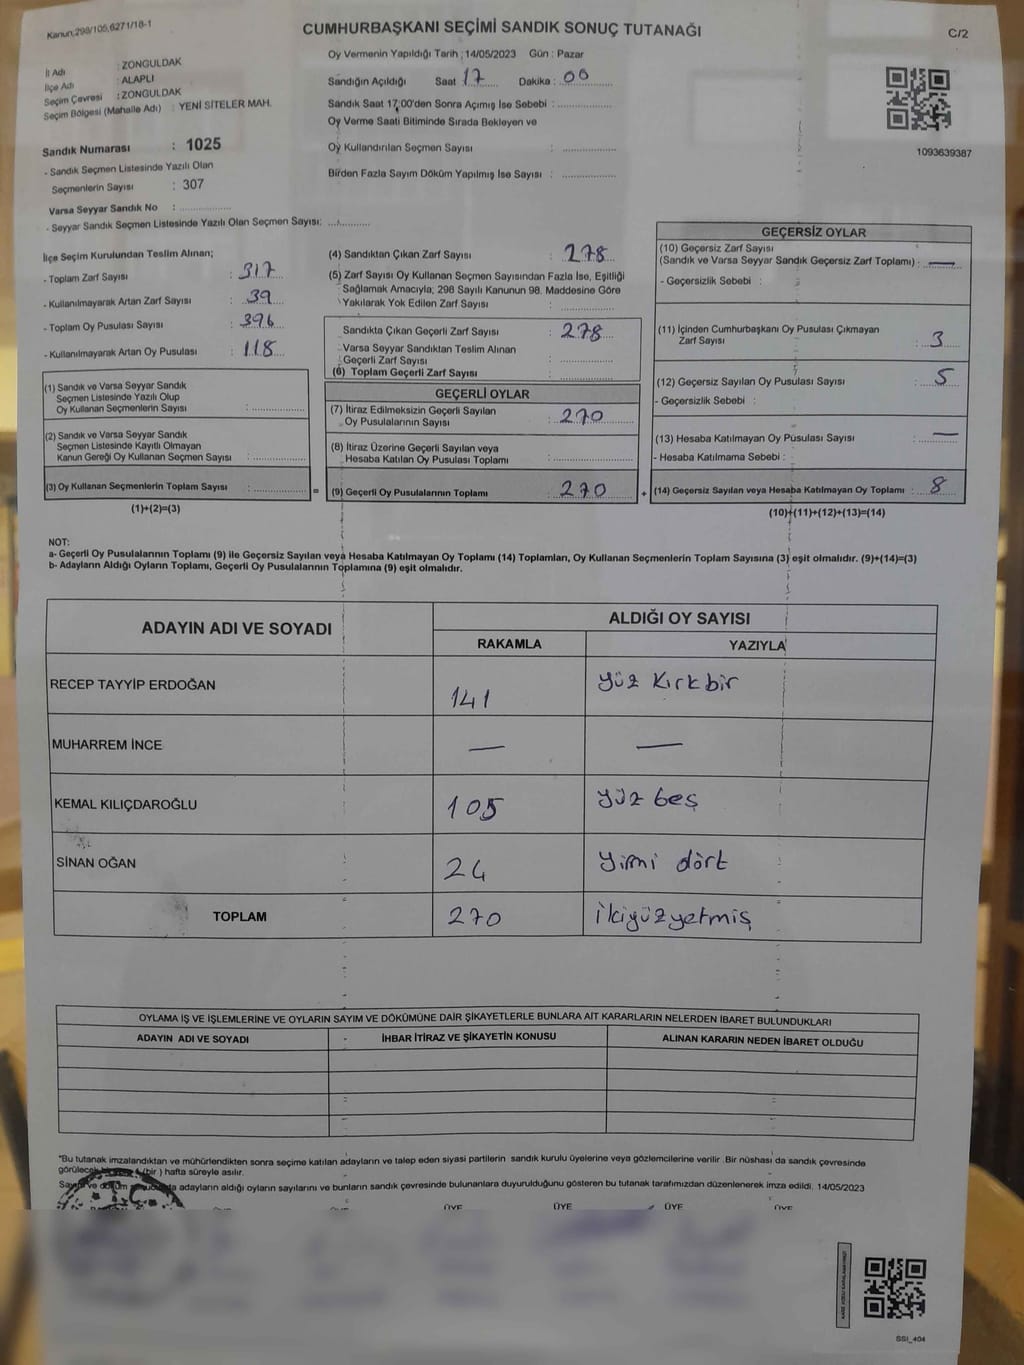 Kanun,298/105,6271/18-1
CUMHURBAŞKANI SEÇİMİ SANDIK SONUÇ TUTANAĞI
C/2
Oy Vermenin Yapıldığı Tarih : 14/05/2023 Gün : Pazar
İl Adı : ZONGULDAK
İlçe Adı : ALAPLI
Seçim Çevresi : ZONGULDAK
Seçim Bölgesi (Mahalle Adı) : YENİ SİTELER MAH.
Sandığın Açıldığı Saat 17 Dakika : 00
Sandık Saat 17:00'den Sonra Açımış İse Sebebi :
Oy Verme Saati Bitiminde Sırada Bekleyen ve
Oy Kullandırılan Seçmen Sayısı :
Birden Fazla Sayım Döküm Yapılmış İse Sayısı :
1093639387
Sandık Numarası : 1025
- Sandık Seçmen Listesinde Yazılı Olan
Seçmenlerin Sayısı : 307
Varsa Seyyar Sandık No :
- Seyyar Sandık Seçmen Listesinde Yazılı Olan Seçmen Sayısı:
İlçe Seçim Kurulundan Teslim Alınan;
- Toplam Zarf Sayısı : 317
- Kullanılmayarak Artan Zarf Sayısı : 39
- Toplam Oy Pusulası Sayısı : 396
- Kullanılmayarak Artan Oy Pusulası : 118
(1) Sandık ve Varsa Seyyar Sandık
Seçmen Listesinde Yazılı Olup
Oy Kullanan Seçmenlerin Sayısı :
(2) Sandık ve Varsa Seyyar Sandık
Seçmen Listesinde Kayıtlı Olmayan
Kanun Gereği Oy Kullanan Seçmen Sayısı :
(3) Oy Kullanan Seçmenlerin Toplam Sayısı :
(1)+(2)=(3)
=
(4) Sandıktan Çıkan Zarf Sayısı : 278
(5) Zarf Sayısı Oy Kullanan Seçmen Sayısından Fazla İse, Eşitliği
Sağlamak Amacıyla; 298 Sayılı Kanunun 98. Maddesine Göre
Yakılarak Yok Edilen Zarf Sayısı :
Sandıkta Çıkan Geçerli Zarf Sayısı : 278
Varsa Seyyar Sandıktan Teslim Alınan
Geçerli Zarf Sayısı :
(6) Toplam Geçerli Zarf Sayısı :
GEÇERLİ OYLAR
(7) İtiraz Edilmeksizin Geçerli Sayılan
Oy Pusulalarının Sayısı : 270
(8) İtiraz Üzerine Geçerli Sayılan veya
Hesaba Katılan Oy Pusulası Toplamı :
(9) Geçerli Oy Pusulalarının Toplamı : 270
+
GEÇERSİZ OYLAR
(10) Geçersiz Zarf Sayısı
(Sandık ve Varsa Seyyar Sandık Geçersiz Zarf Toplamı) : —
- Geçersizlik Sebebi :
(11) İçinden Cumhurbaşkanı Oy Pusulası Çıkmayan
Zarf Sayısı : 3
(12) Geçersiz Sayılan Oy Pusulası Sayısı : 5
- Geçersizlik Sebebi :
(13) Hesaba Katılmayan Oy Pusulası Sayısı : —
- Hesaba Katılmama Sebebi :
(14) Geçersiz Sayılan veya Hesaba Katılmayan Oy Toplamı : 8
(10)+(11)+(12)+(13)=(14)
NOT:
a- Geçerli Oy Pusulalarının Toplamı (9) ile Geçersiz Sayılan veya Hesaba Katılmayan Oy Toplamı (14) Toplamları, Oy Kullanan Seçmenlerin Toplam Sayısına (3) eşit olmalıdır. (9)+(14)=(3)
b- Adayların Aldığı Oyların Toplamı, Geçerli Oy Pusulalarının Toplamına (9) eşit olmalıdır.
ADAYIN ADI VE SOYADI
ALDIĞI OY SAYISI
RAKAMLA YAZIYLA
RECEP TAYYİP ERDOĞAN 141 yüz kırkbir
MUHARREM İNCE — —
KEMAL KILIÇDAROĞLU 105 yüz beş
SİNAN OĞAN 24 yirmi dört
TOPLAM 270 ikiyüzyetmiş
OYLAMA İŞ VE İŞLEMLERİNE VE OYLARIN SAYIM VE DÖKÜMÜNE DAİR ŞİKAYETLERLE BUNLARA AİT KARARLARIN NELERDEN İBARET BULUNDUKLARI
ADAYIN ADI VE SOYADI İHBAR İTİRAZ VE ŞİKAYETİN KONUSU ALINAN KARARIN NEDEN İBARET OLDUĞU
"Bu tutanak imzalandıktan ve mühürlendikten sonra seçime katılan adayların ve talep eden siyasi partilerin sandık kurulu üyelerine veya gözlemcilerine verilir .Bir nüshası da sandık çevresinde
görülecek (bir ) hafta süreyle asılır.
Sayım ve döküm adayların aldığı oyların sayılarını ve bunların sandık çevresinde bulunanlara duyurulduğunu gösteren bu tutanak tarafımızdan düzenlenerek imza edildi. 14/05/2023
ÜYE ÜYE ÜYE ÜYE ÜYE ÜYE
SSI_404